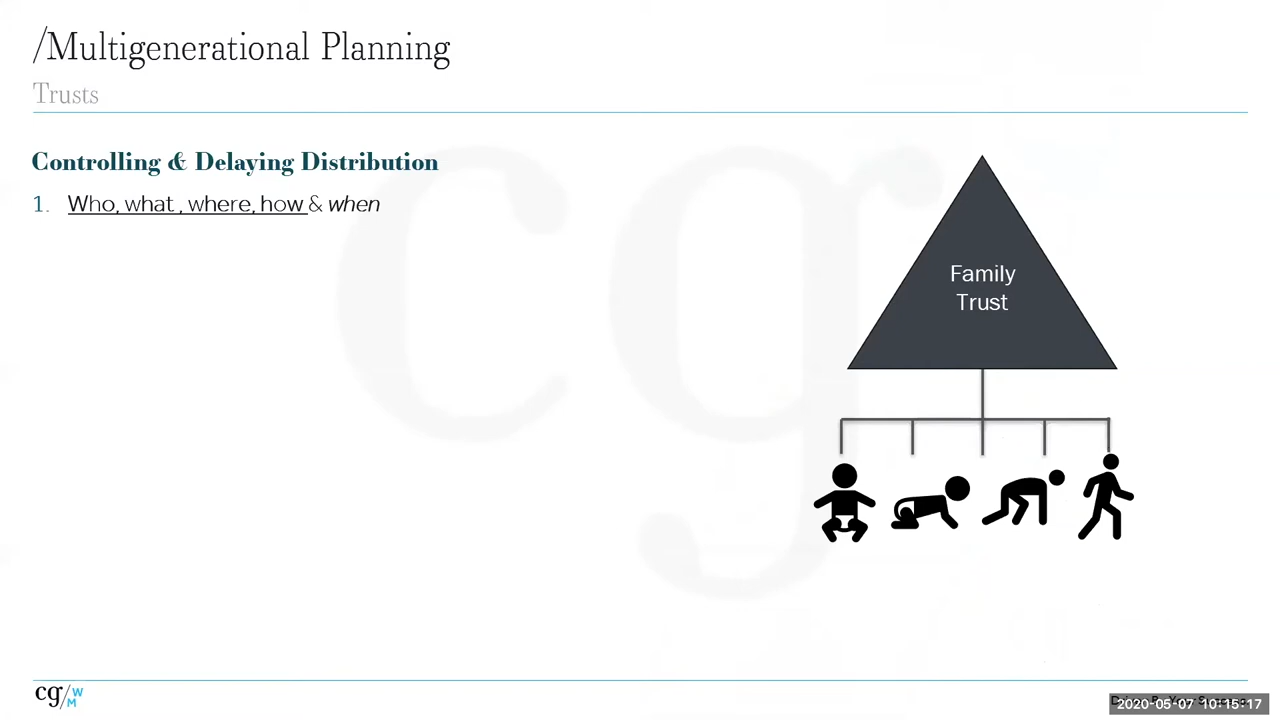 /Multigenerational Planning
Trusts
Controlling & Delaying Distribution
1. Who, what , where, how & when
Family
Trust
cg
cg/WM
2020-05-07 10:15:17